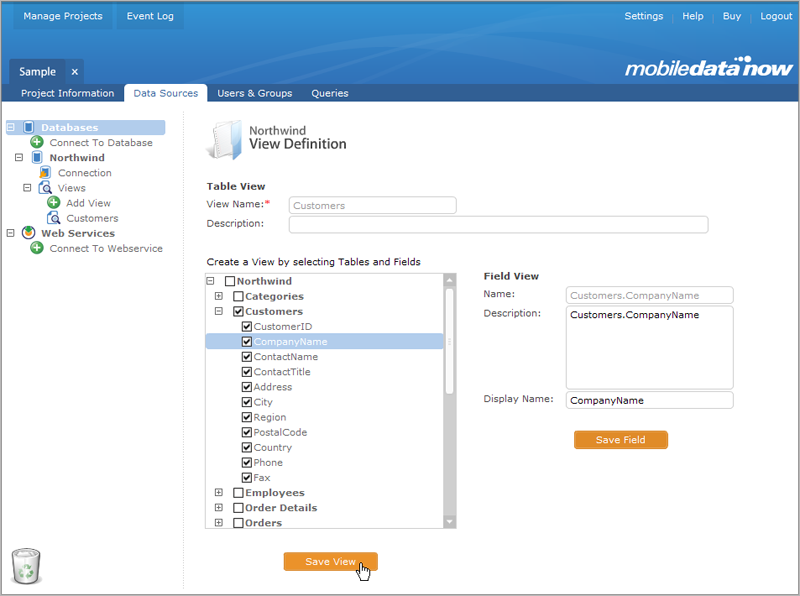 Manage Projects Event Log Settings Help Buy Logout
Sample x
mobiledatanow
Project Information Data Sources Users & Groups Queries
Databases
Connect To Database
Northwind
Connection
Views
Add View
Customers
Web Services
Connect To Webservice
Northwind
View Definition
Table View
View Name:* Customers
Description:
Create a View by selecting Tables and Fields
Northwind
Categories
Customers
CustomerID
CompanyName
ContactName
ContactTitle
Address
City
Region
PostalCode
Country
Phone
Fax
Employees
Order Details
Orders
Save View
Field View
Name: Customers.CompanyName
Description: Customers.CompanyName
Display Name: CompanyName
Save Field